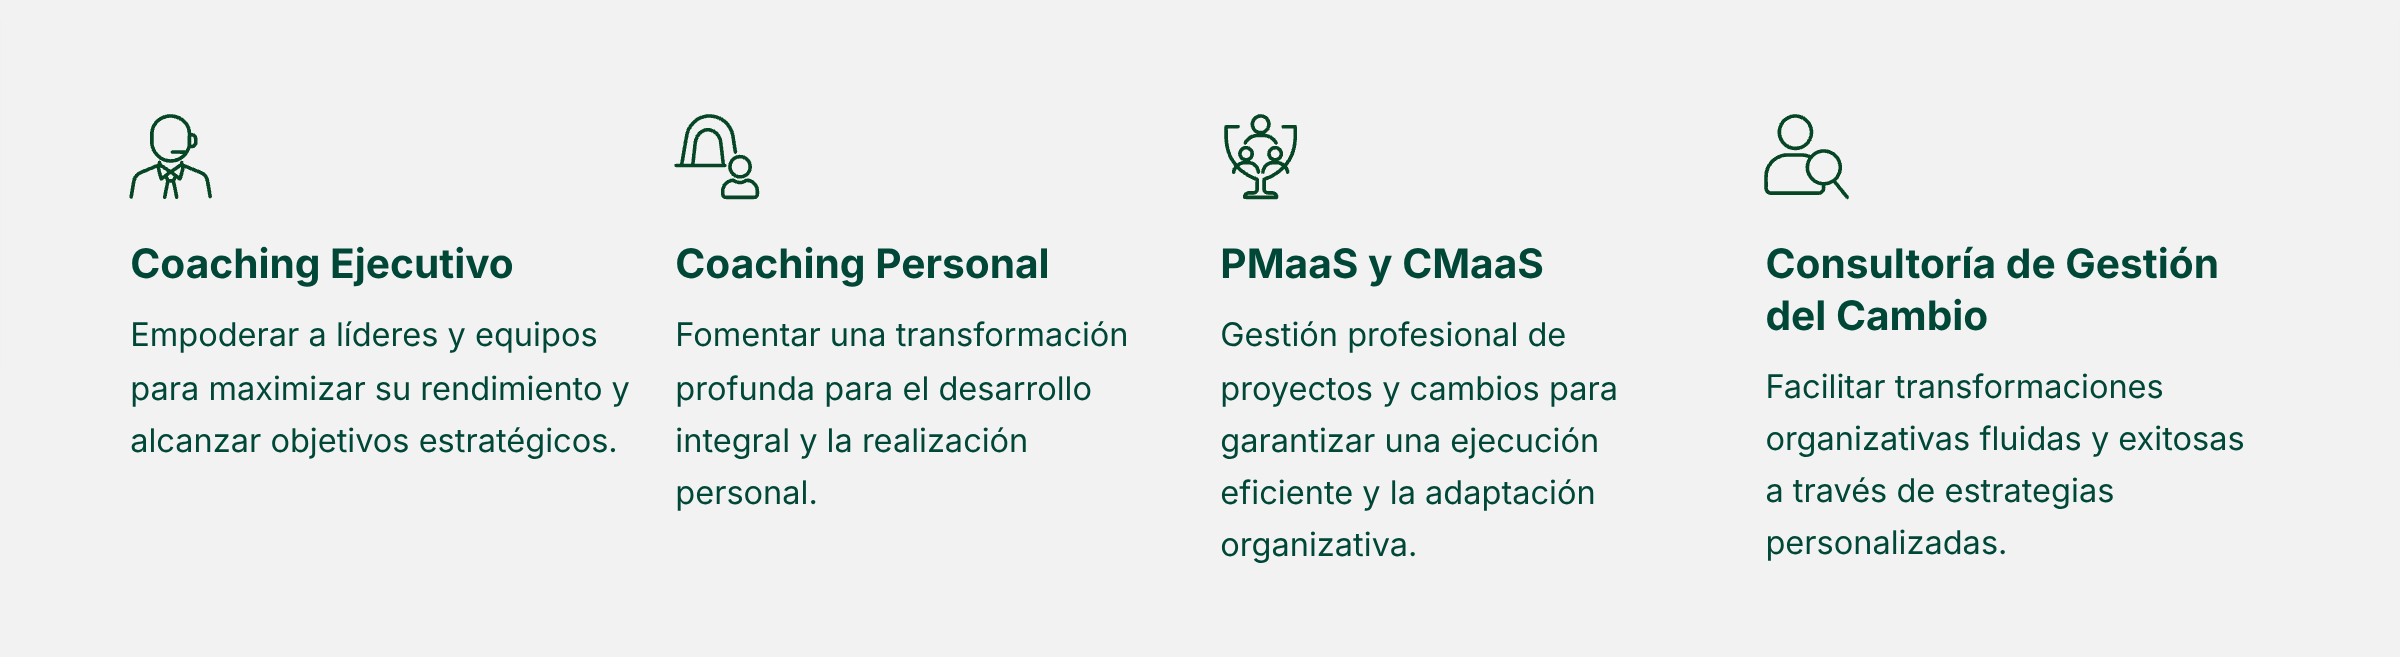 Coaching Ejecutivo
Empoderar a líderes y equipos
para maximizar su rendimiento y
alcanzar objetivos estratégicos.
Coaching Personal
Fomentar una transformación
profunda para el desarrollo
integral y la realización
personal.
PMaaS y CMaaS
Gestión profesional de
proyectos y cambios para
garantizar una ejecución
eficiente y la adaptación
organizativa.
Consultoría de Gestión
del Cambio
Facilitar transformaciones
organizativas fluidas y exitosas
a través de estrategias
personalizadas.